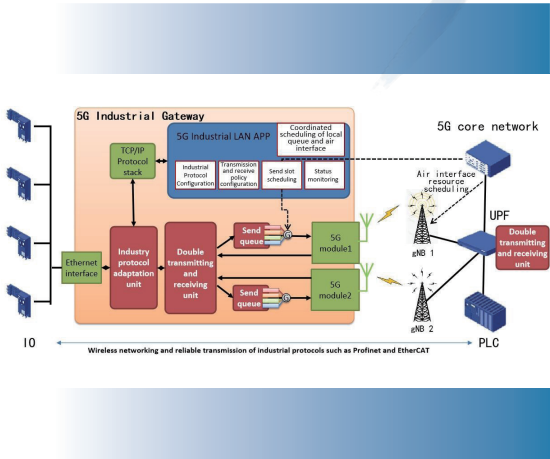 5G Industrial Gateway
5G Industrial LAN APP
Coordinated
scheduling of local
queue and air
interface
Industrial
Protocol
Configuration
Transmission
and receive
policy
configuration
Send slot
scheduling
Status
monitoring
TCP/IP
Protocol
stack
5G core network
Air interface
resource
scheduling
UPF
Double
transmitting
and receiving
unit
Ethernet
interface
Industry
protocol
adaptation
unit
Double
transmitting
and
receiving
unit
Send
queue
G
5G
module1
Send
queue
G
5G
module2
gNB 1
gNB 2
IO
PLC
Wireless networking and reliable transmission of industrial protocols such as Profinet and EtherCAT